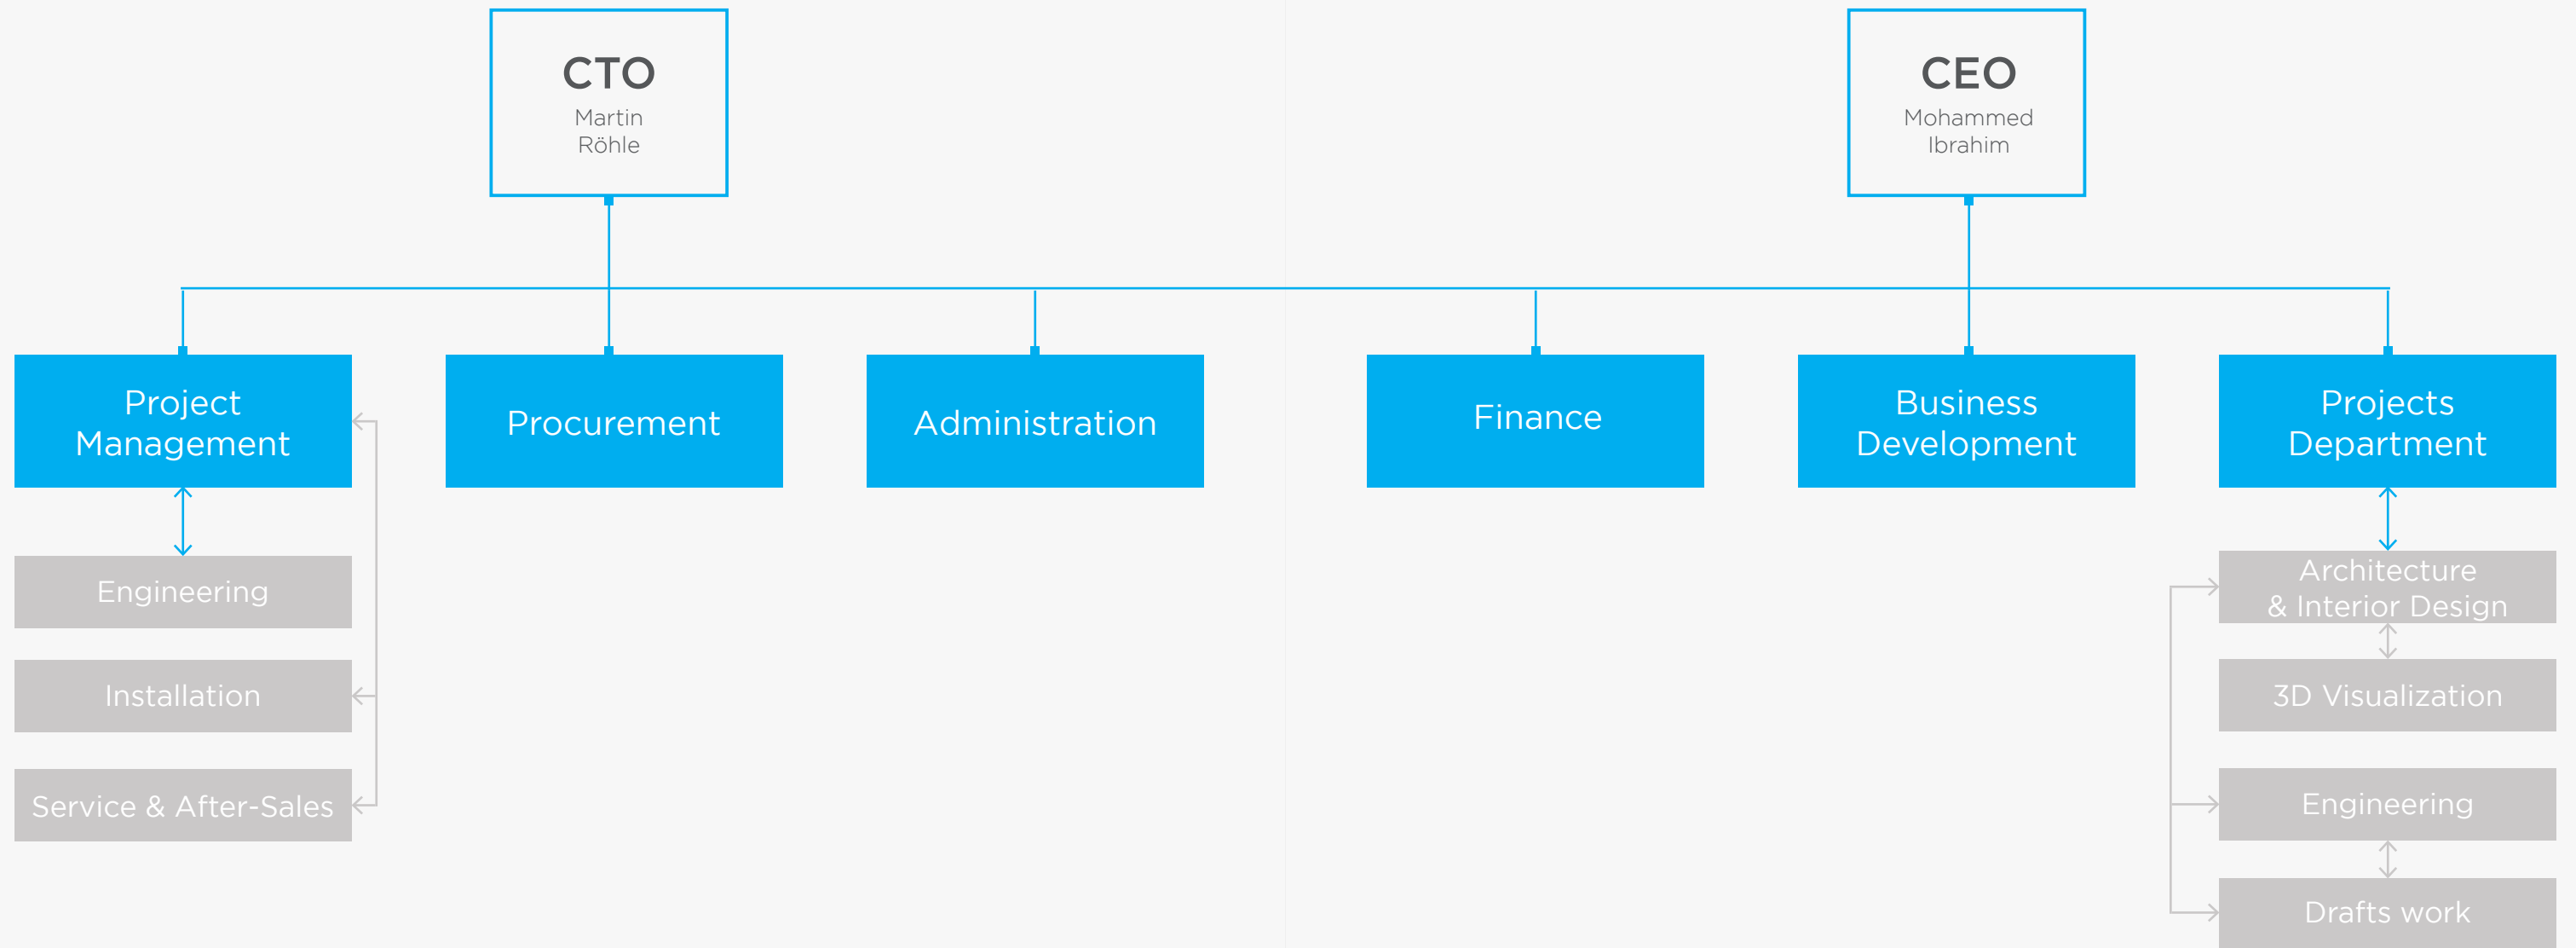 CTO
Martin
Röhle
CEO
Mohammed
Ibrahim
Project
Management
Procurement
Administration
Finance
Business
Development
Projects
Department
Engineering
Installation
Service & After-Sales
Architecture
& Interior Design
3D Visualization
Engineering
Drafts work